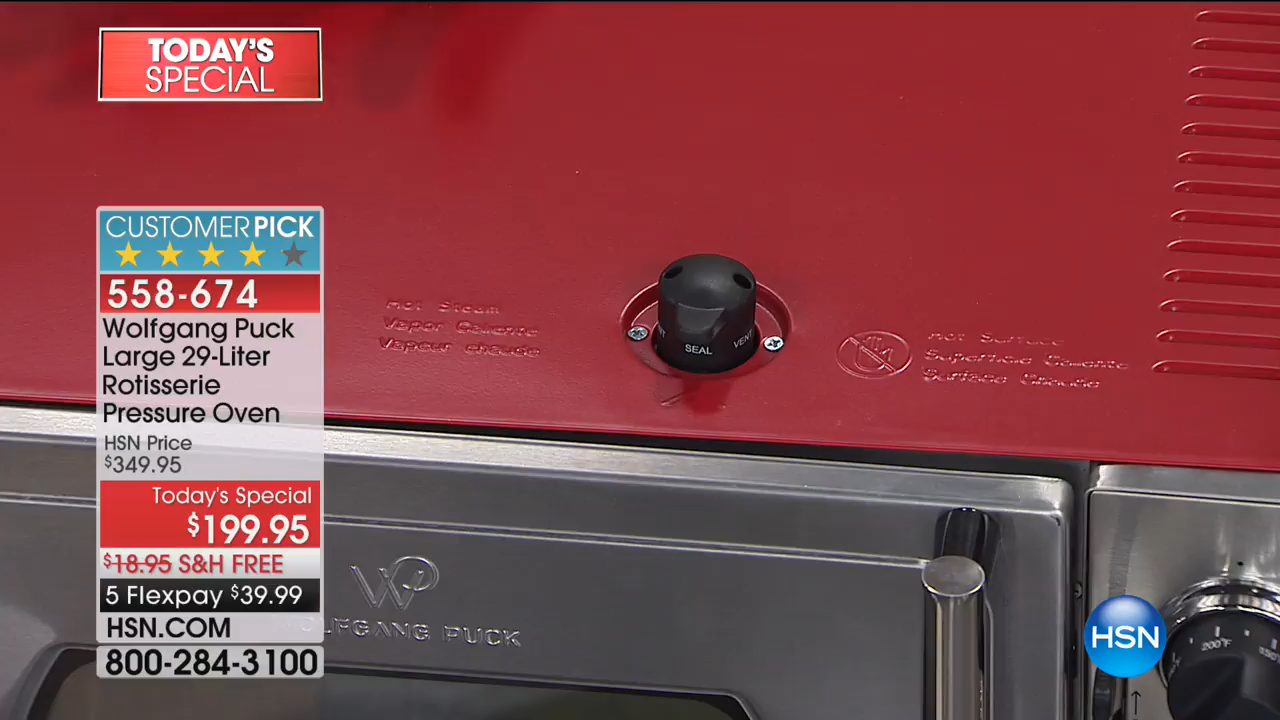 TODAY'S
SPECIAL
CUSTOMERPICK
558-674
Wolfgang Puck
Large 29-Liter
Rotisserie
Pressure Oven
HSN Price
$349.95
Today's Special
$199.95
$18.95 S&H FREE
5 Flexpay $39.99
HSN.COM
800-284-3100
Hot Steam
Vapor Caliente
Vapeur chaude
SEAL
VENT
Hot Surface
Superficie Caliente
Surface Chaude
WP
WOLFGANG PUCK
HSN
200°F